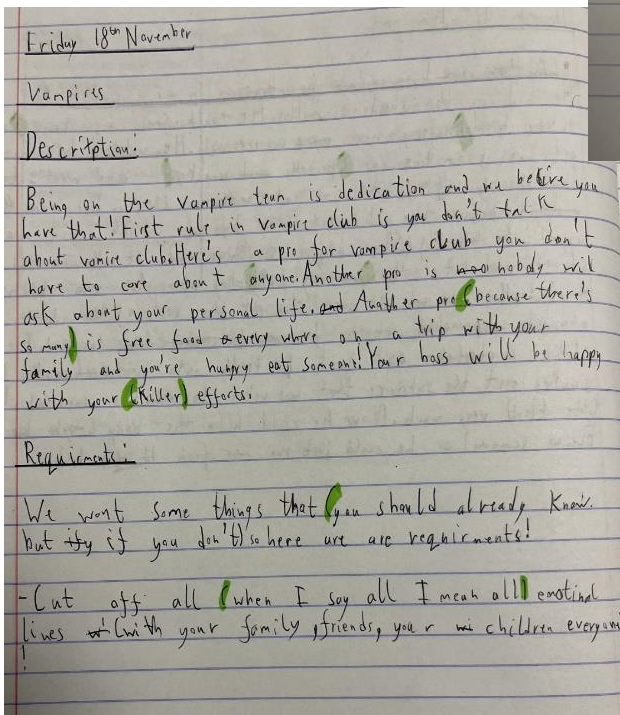 Friday 18th November
Vampires
Descritption:
Being on the vampire team is dedication and we belive you
have that! First rule in vampire club is you don't talk
about vamire club. Here's a pro for vampire club you don't
have to care about anyone. Another pro is nobody will
ask about your personal life. and Another pro (because there's
so many) is free food every where on a trip with your
family and you're hungry eat someone! Your boss will be happy
with your (killer) efforts.
Requirments:
We want some things that (you should already know.
but if you don't) so here are are requirments!
- Cut off all (when I say all I mean all) emotinal
lines (with your family, friends, your children everyone
!